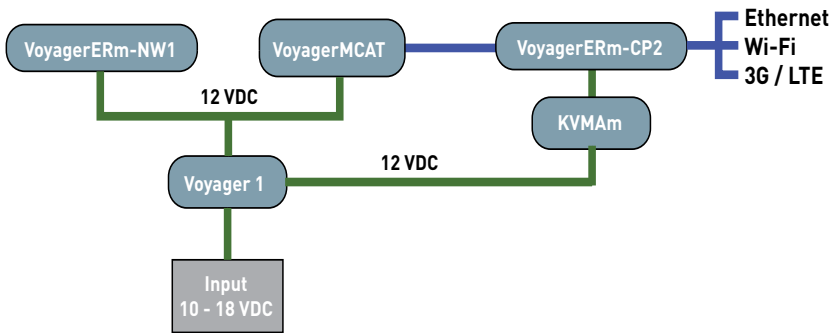 VoyagerERm-NW1
VoyagerMCAT
VoyagerERm-CP2
Ethernet
Wi-Fi
3G / LTE
12 VDC
KVMAm
Voyager 1
12 VDC
Input
10 - 18 VDC